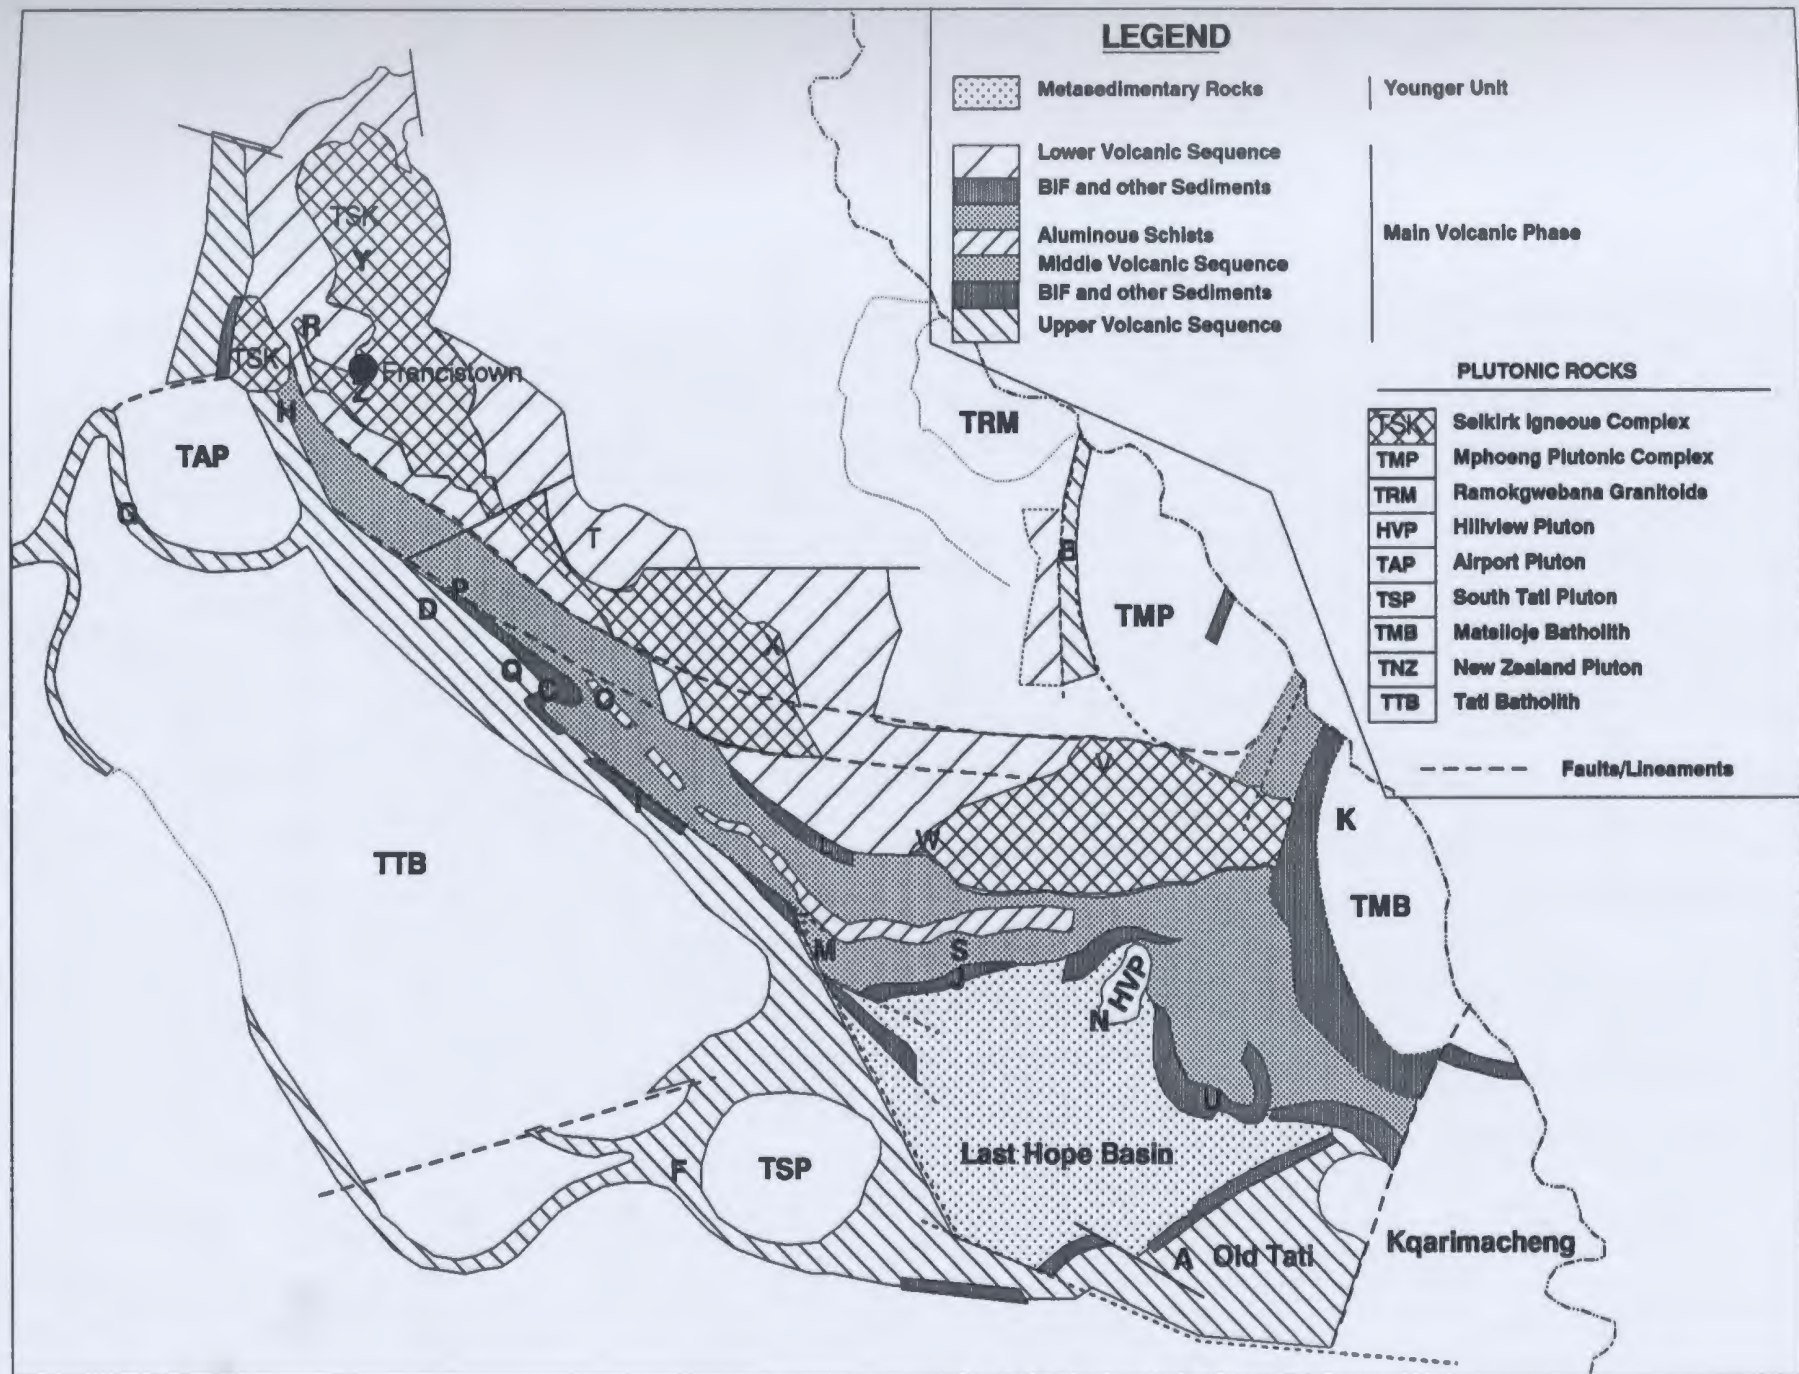 LEGEND
Metasedimentary Rocks
Younger Unit
Lower Volcanic Sequence
BIF and other Sediments
Aluminous Schists
Main Volcanic Phase
Middle Volcanic Sequence
BIF and other Sediments
Upper Volcanic Sequence
PLUTONIC ROCKS
TSK Selkirk Igneous Complex
TMP Mphoeng Plutonic Complex
TRM Ramokgwebana Granitoids
HVP Hillview Pluton
TAP Airport Pluton
TSP South Tati Pluton
TMB Matsiloje Batholith
TNZ New Zealand Pluton
TTB Tati Batholith
Faults/Lineaments
TSK
Y
R
TSK
Francistown
Z
H
TAP
TRM
G
T
E
P
D
TMP
X
Q
C
O
V
I
K
L
W
TTB
TMB
M
S
J
HVP
N
U
Last Hope Basin
F
TSP
A
Old Tati
Kqarimacheng